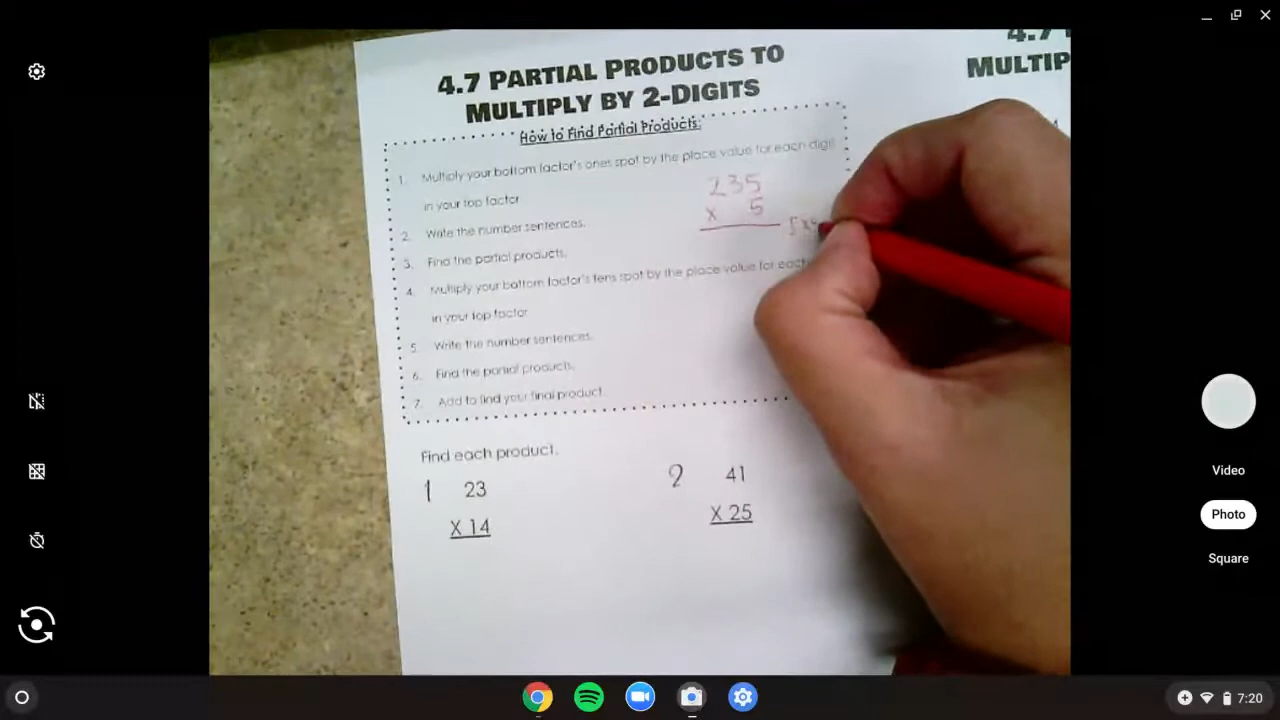 4.7 PARTIAL PRODUCTS TO
MULTIPLY BY 2-DIGITS
How to Find Partial Products:
1. Multiply your bottom factor's ones spot by the place value for each digit
in your top factor
2. Write the number sentences.
3. Find the partial products.
4. Multiply your bottom factor's tens spot by the place value for each
in your top factor
5. Write the number sentences.
6. Find the partial products.
7. Add to find your final product.
235
x 5
5x
Find each product.
1 23
X 14
2 41
X 25
4.7
MULTIP
Video
Photo
Square
7:20